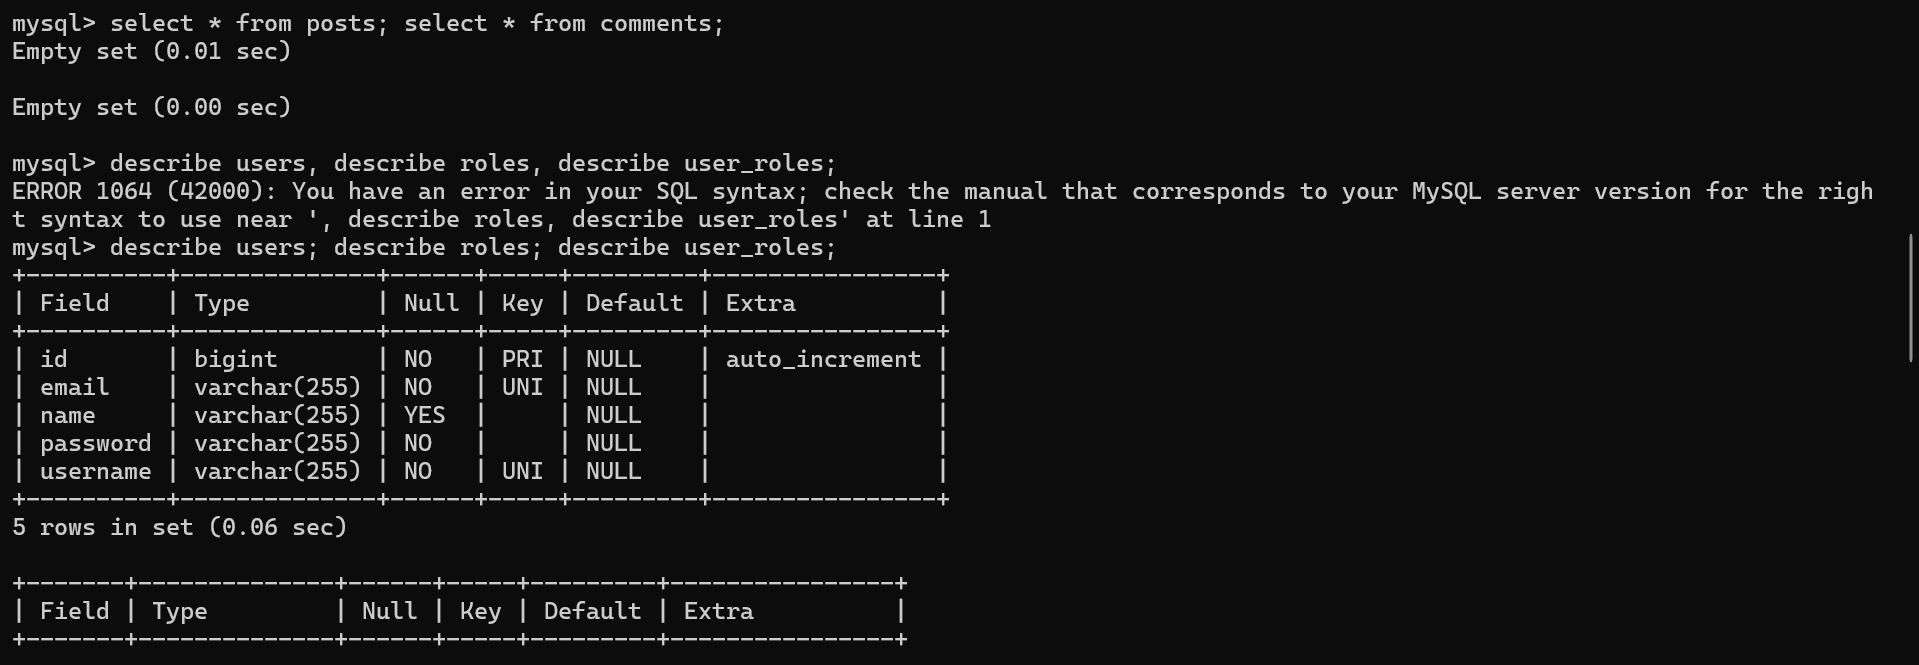 mysql> select * from posts; select * from comments;
Empty set (0.01 sec)

Empty set (0.00 sec)

mysql> describe users, describe roles, describe user_roles;
ERROR 1064 (42000): You have an error in your SQL syntax; check the manual that corresponds to your MySQL server version for the righ
t syntax to use near ', describe roles, describe user_roles' at line 1
mysql> describe users; describe roles; describe user_roles;
+----------+--------------+------+-----+---------+----------------+
| Field    | Type         | Null | Key | Default | Extra          |
+----------+--------------+------+-----+---------+----------------+
| id       | bigint       | NO   | PRI | NULL    | auto_increment |
| email    | varchar(255) | NO   | UNI | NULL    |                |
| name     | varchar(255) | YES  |     | NULL    |                |
| password | varchar(255) | NO   |     | NULL    |                |
| username | varchar(255) | NO   | UNI | NULL    |                |
+----------+--------------+------+-----+---------+----------------+
5 rows in set (0.06 sec)

+-------+--------------+------+-----+---------+----------------+
| Field | Type         | Null | Key | Default | Extra          |
+-------+--------------+------+-----+---------+----------------+